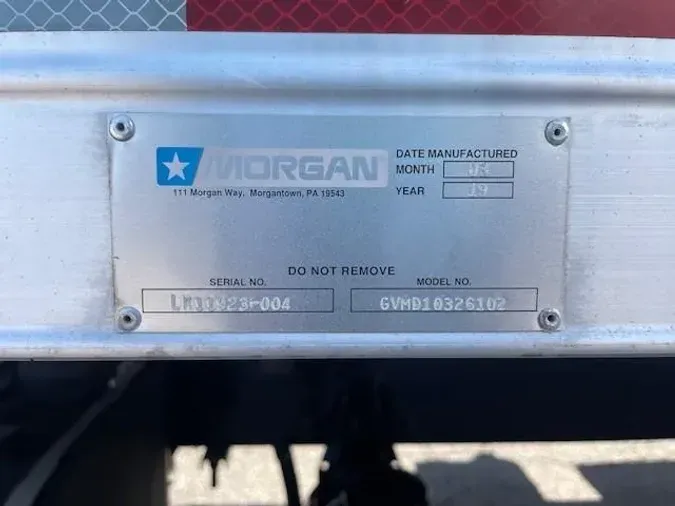 MORGAN
111 Morgan Way, Morgantown, PA 19543
DATE MANUFACTURED
MONTH
YEAR 19
DO NOT REMOVE
SERIAL NO.
MODEL NO.
GVMD10326102